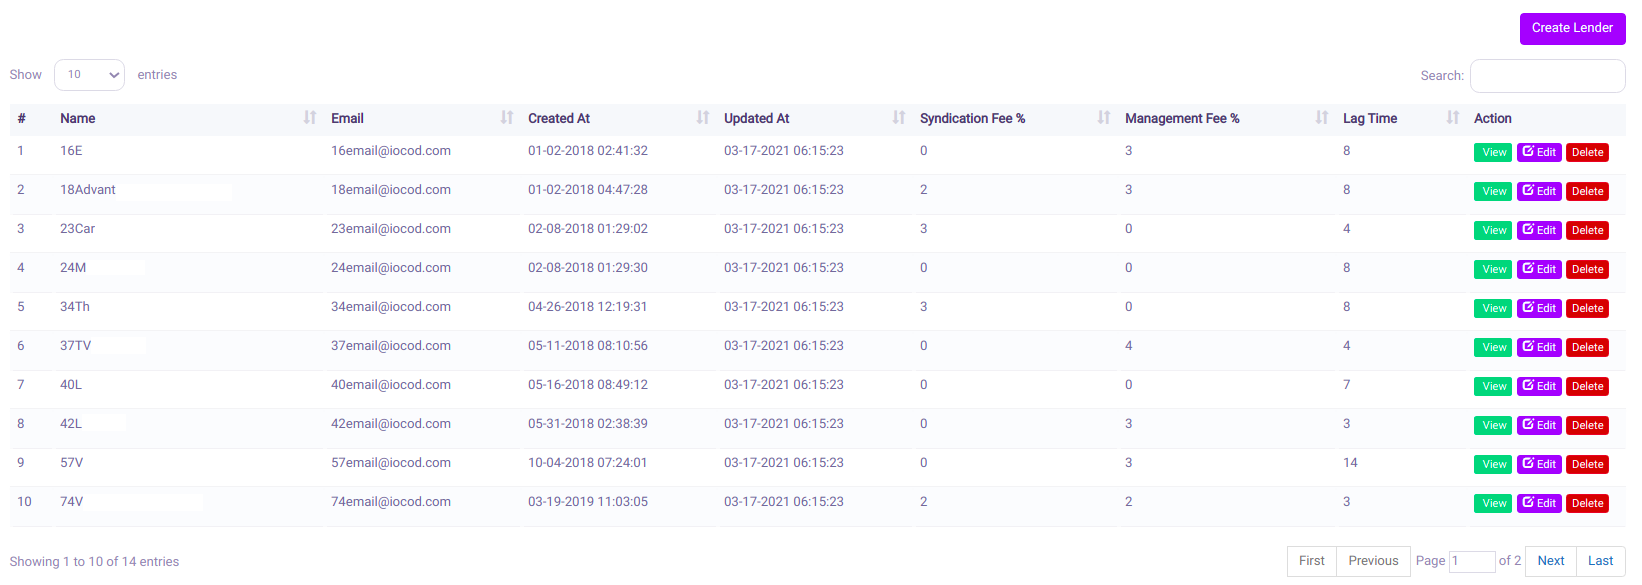 Create Lender
Show 10 entries Search:
# Name Email Created At Updated At Syndication Fee % Management Fee % Lag Time Action
1 16E 16email@iocod.com 01-02-2018 02:41:32 03-17-2021 06:15:23 0 3 8 View Edit Delete
2 18Advant 18email@iocod.com 01-02-2018 04:47:28 03-17-2021 06:15:23 2 3 8 View Edit Delete
3 23Car 23email@iocod.com 02-08-2018 01:29:02 03-17-2021 06:15:23 3 0 4 View Edit Delete
4 24M 24email@iocod.com 02-08-2018 01:29:30 03-17-2021 06:15:23 0 0 8 View Edit Delete
5 34Th 34email@iocod.com 04-26-2018 12:19:31 03-17-2021 06:15:23 3 0 8 View Edit Delete
6 37TV 37email@iocod.com 05-11-2018 08:10:56 03-17-2021 06:15:23 0 4 4 View Edit Delete
7 40L 40email@iocod.com 05-16-2018 08:49:12 03-17-2021 06:15:23 0 0 7 View Edit Delete
8 42L 42email@iocod.com 05-31-2018 02:38:39 03-17-2021 06:15:23 0 3 3 View Edit Delete
9 57V 57email@iocod.com 10-04-2018 07:24:01 03-17-2021 06:15:23 0 3 14 View Edit Delete
10 74V 74email@iocod.com 03-19-2019 11:03:05 03-17-2021 06:15:23 2 2 3 View Edit Delete
Showing 1 to 10 of 14 entries First Previous Page 1 of 2 Next Last